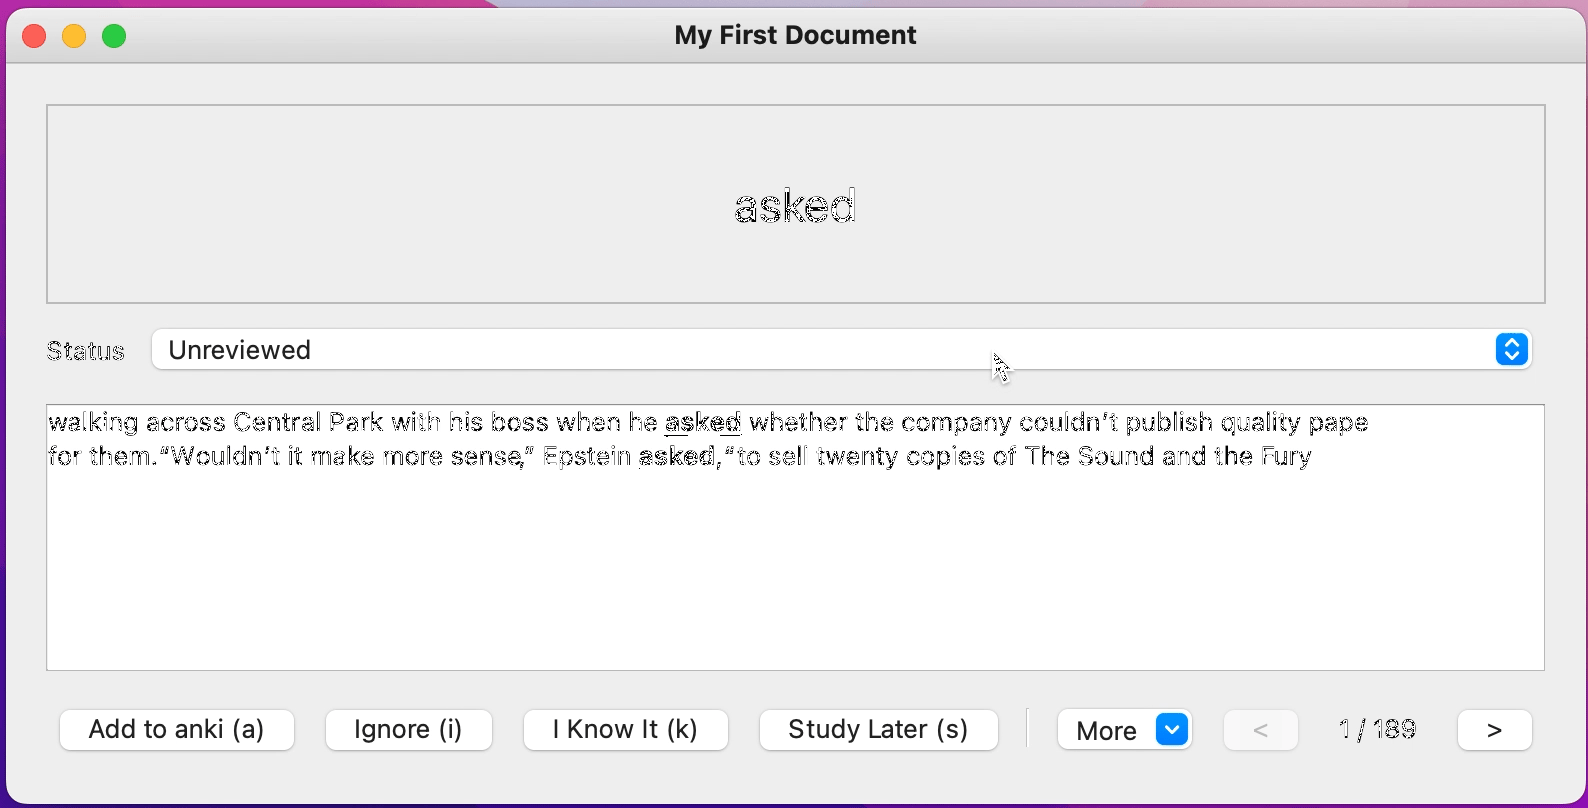 My First Document
asked
Status Unreviewed
walking across Central Park with his boss when he asked whether the company couldn't publish quality pape
for them.“Wouldn't it make more sense,” Epstein asked,“to sell twenty copies of The Sound and the Fury
Add to anki (a) Ignore (i) I Know It (k) Study Later (s) More < 1 / 189 >